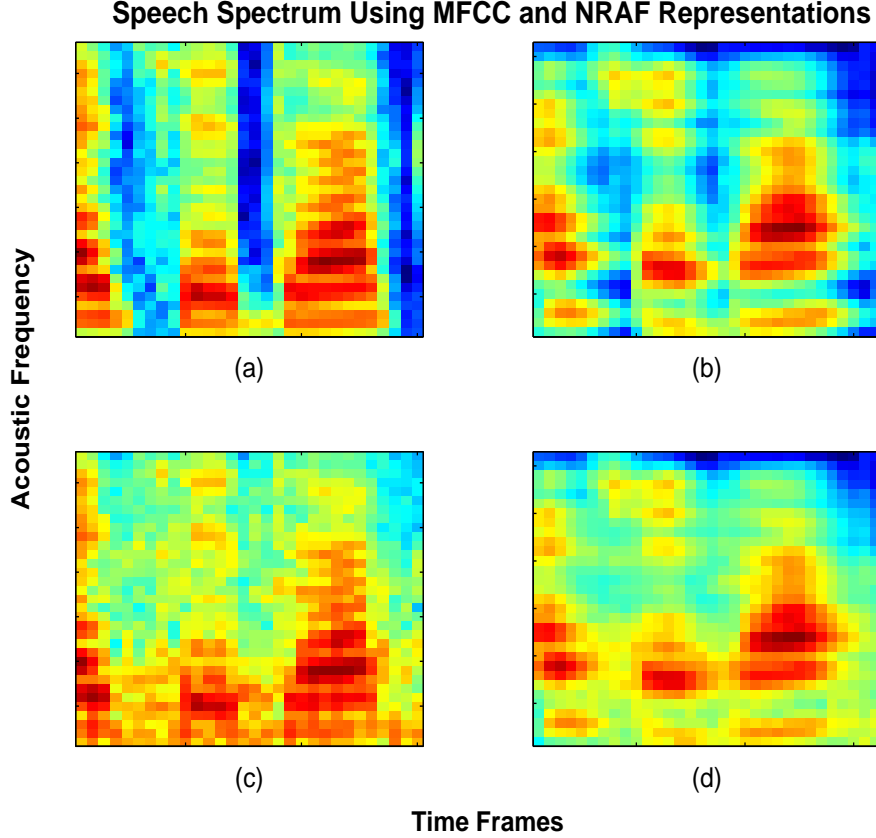 Speech Spectrum Using MFCC and NRAF Representations
(a)
(b)
Acoustic Frequency
(c)
(d)
Time Frames